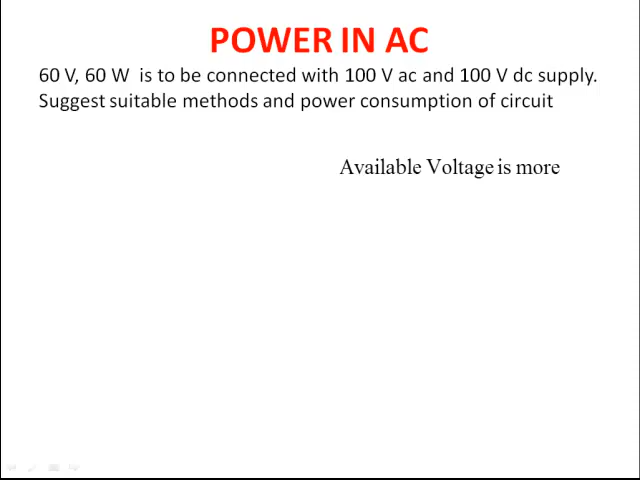 POWER IN AC
60 V, 60 W is to be connected with 100 V ac and 100 V dc supply.
Suggest suitable methods and power consumption of circuit
Available Voltage is more